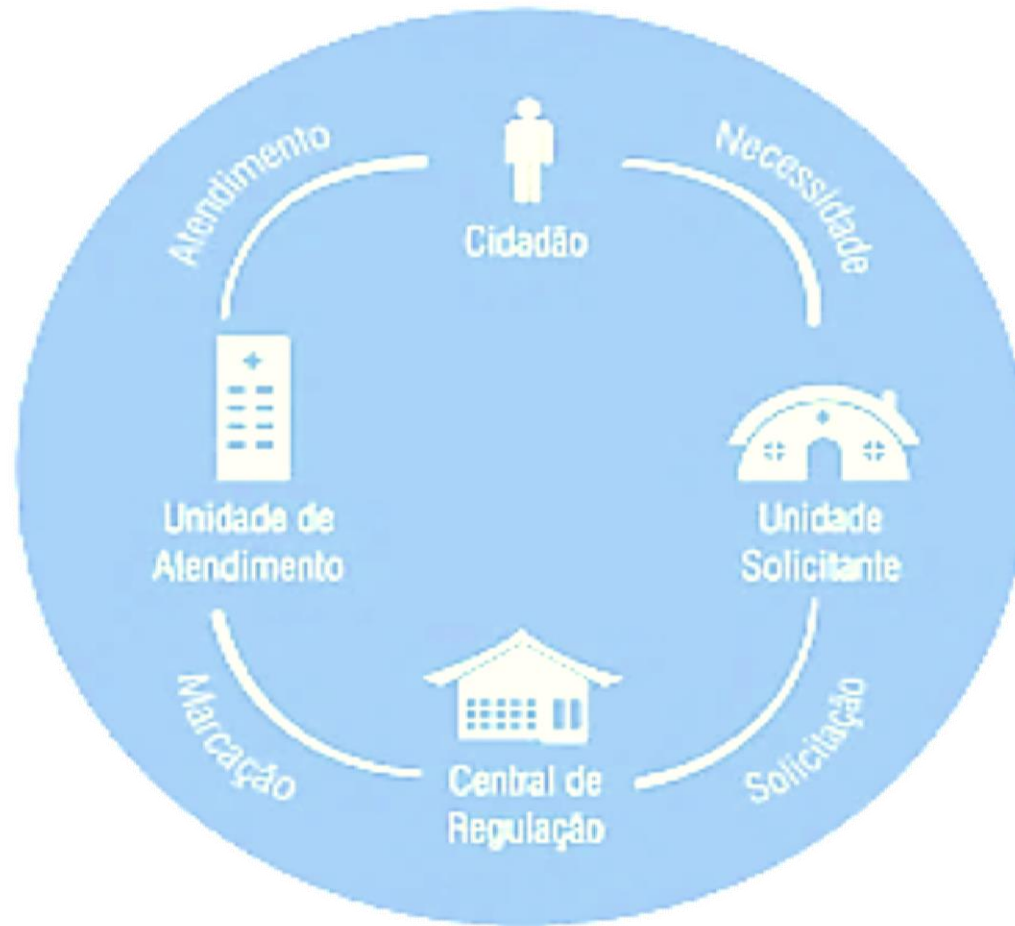 Cidadão
Necessidade
Unidade
Solicitante
Solicitação
Central de
Regulação
Marcação
Unidade de
Atendimento
Atendimento